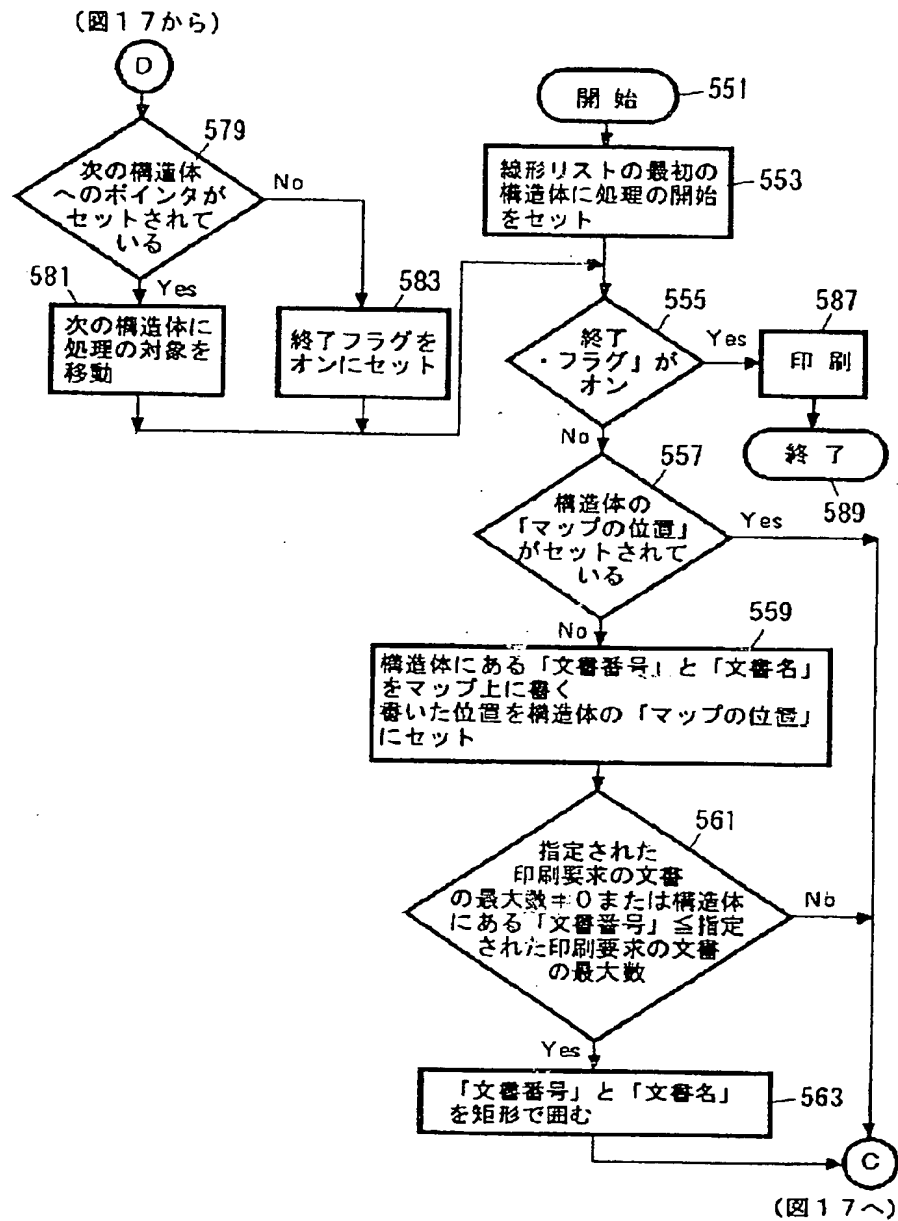 (図17から)
D
579
次の構造体
へのポインタが
セットされて
いる
No
Yes
581
次の構造体に
処理の対象を
移動
583
終了フラグを
オンにセット
開始
551
線形リストの最初の
構造体に処理の開始
をセット
553
555
終了
・フラグ」が
オン
Yes
587
印刷
終了
589
No
557
構造体の
「マップの位置」
がセットされて
いる
Yes
No
559
構造体にある「文書番号」と「文書名」
をマップ上に書く
書いた位置を構造体の「マップの位置」
にセット
561
指定された
印刷要求の文書
の最大数≠0または構造体
にある「文書番号」≦指定
された印刷要求の文書
の最大数
No
Yes
「文書番号」と「文書名」
を矩形で囲む
563
C
(図17へ)